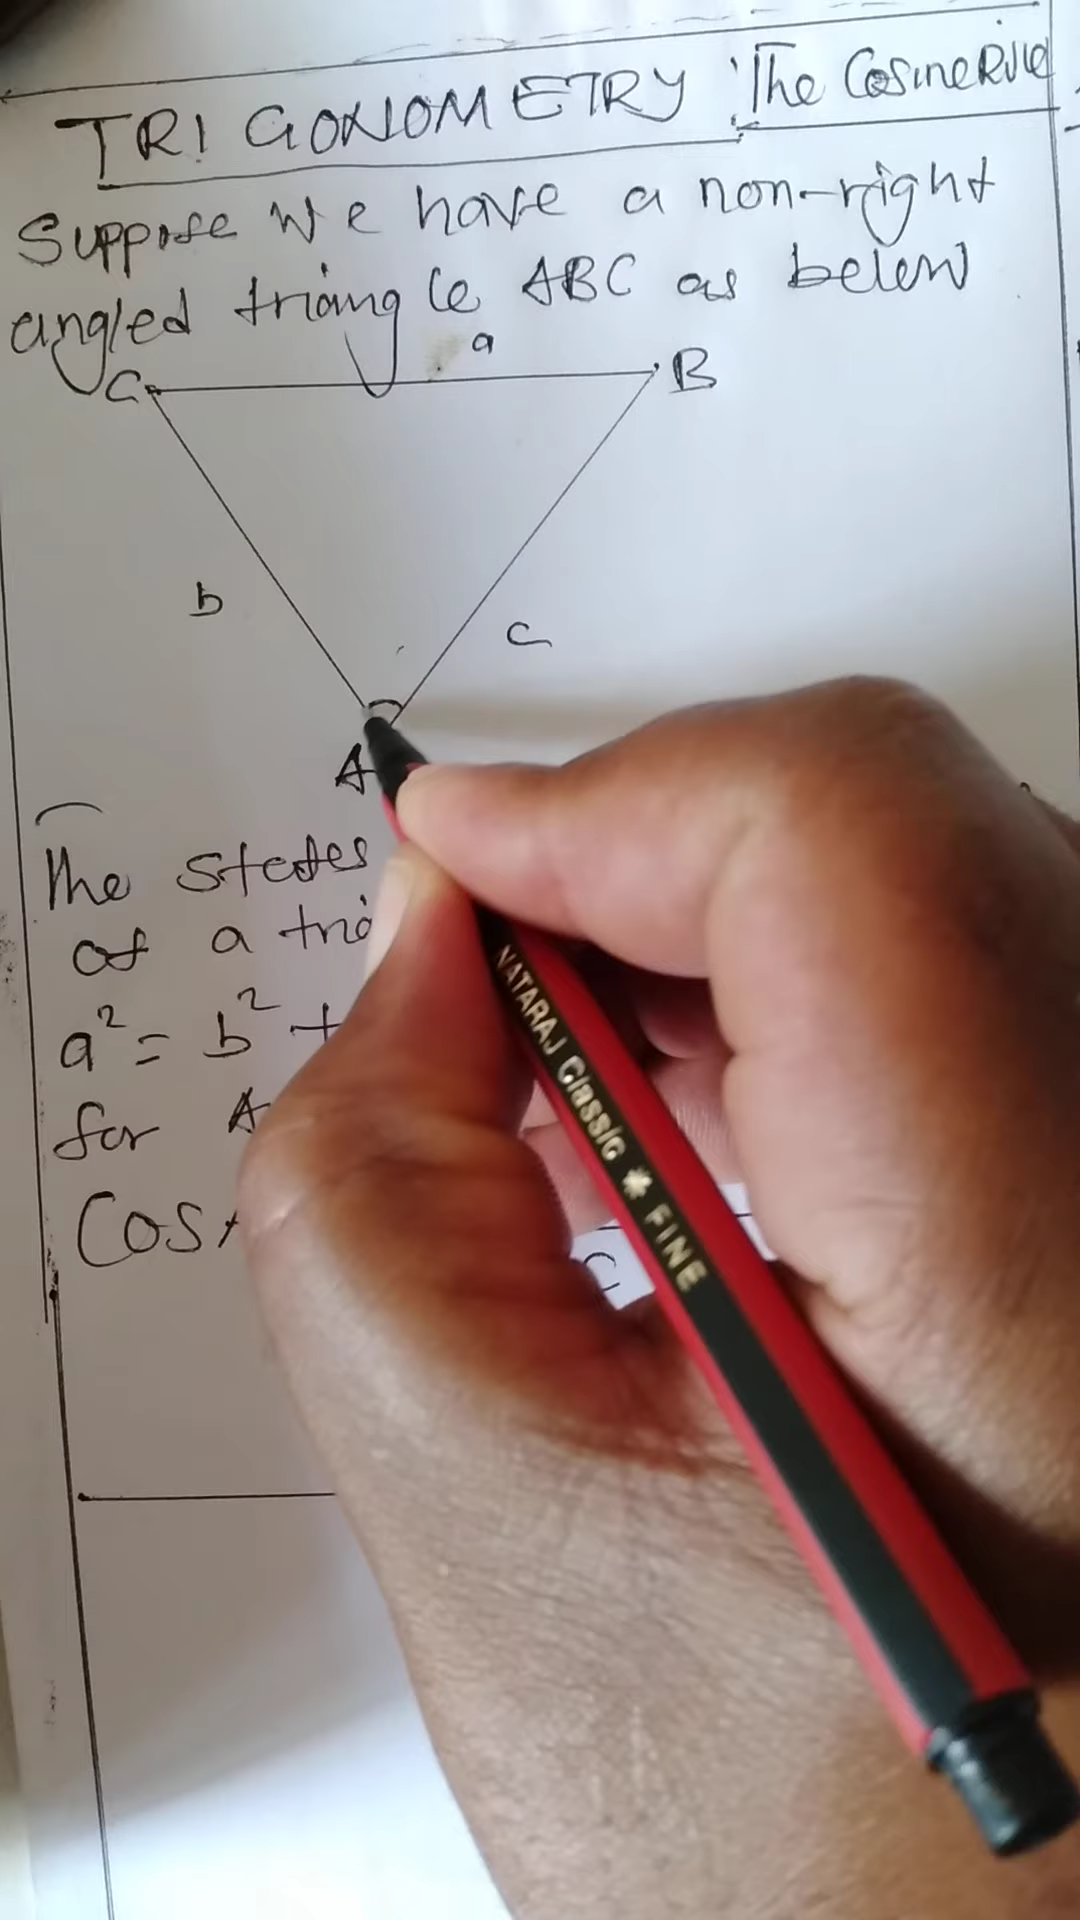 TRIGONOMETRY : The Cosine Rule
Suppose we have a non-right
angled triangle ABC as below
a
C
B
b
c
A
The states
of a
a² = b² +
for A
Cos
C
NATARAJ Classic * FINE